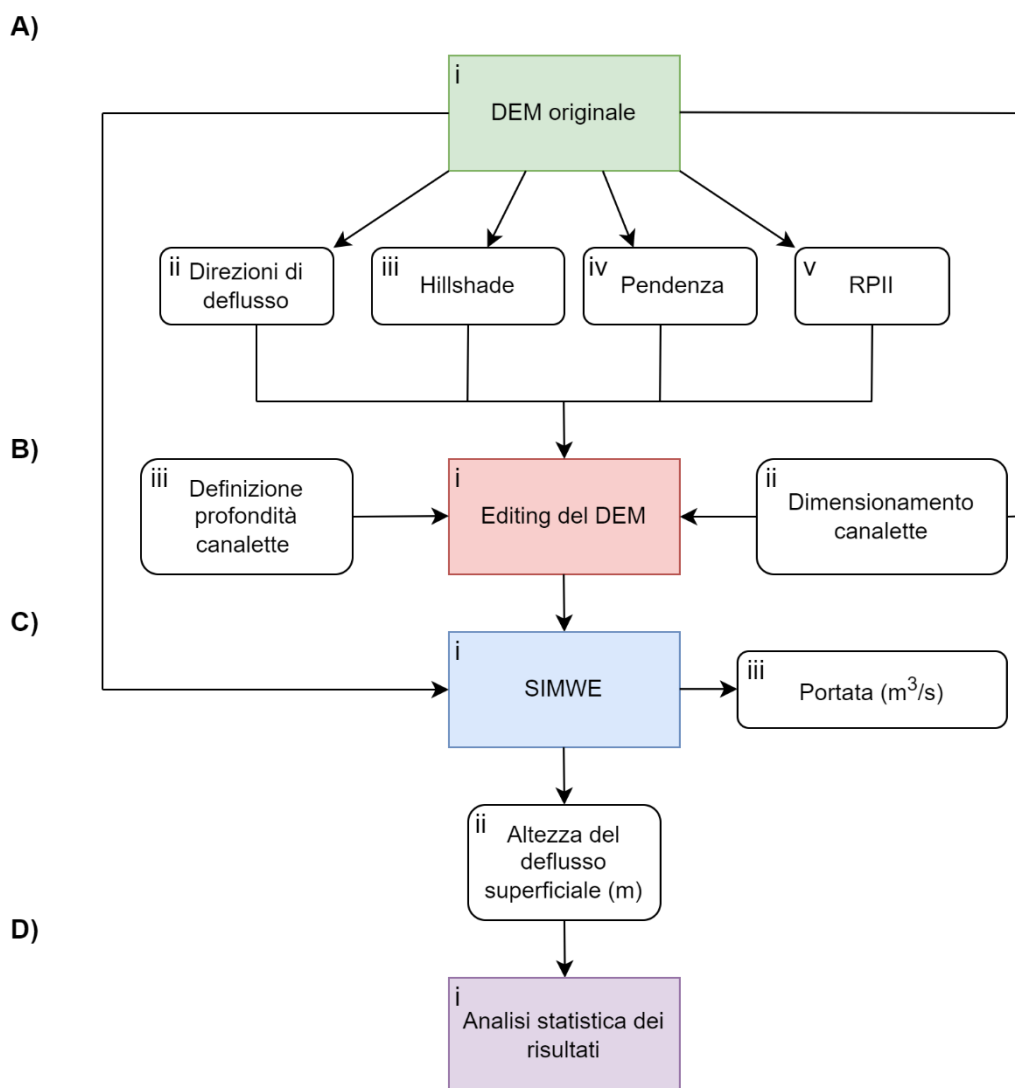 A)
i
DEM originale
ii
Direzioni di
deflusso
iii
Hillshade
iv
Pendenza
v
RPII
B)
iii
Definizione
profondità
canalette
i
Editing del DEM
ii
Dimensionamento
canalette
C)
i
SIMWE
iii
Portata (m³/s)
ii
Altezza del
deflusso
superficiale (m)
D)
i
Analisi statistica dei
risultati